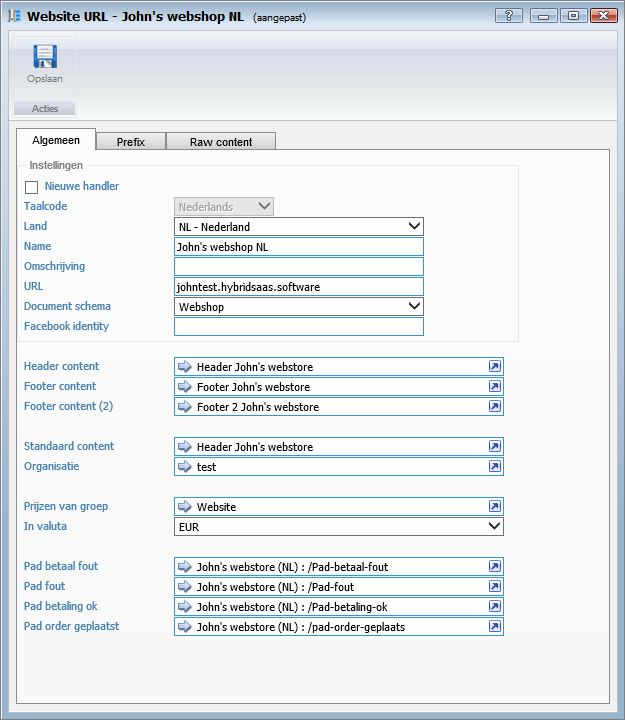 Website URL - John's webshop NL (aangepast)
?
Opslaan
Acties
Algemeen Prefix Raw content
Instellingen
Nieuwe handler
Taalcode Nederlands
Land NL - Nederland
Name John's webshop NL
Omschrijving
URL johntest.hybridsaas.software
Document schema Webshop
Facebook identity
Header content Header John's webstore
Footer content Footer John's webstore
Footer content (2) Footer 2 John's webstore
Standaard content Header John's webstore
Organisatie test
Prijzen van groep Website
In valuta EUR
Pad betaal fout John's webstore (NL) : /Pad-betaal-fout
Pad fout John's webstore (NL) : /Pad-fout
Pad betaling ok John's webstore (NL) : /Pad-betaling-ok
Pad order geplaatst John's webstore (NL) : /pad-order-geplaats